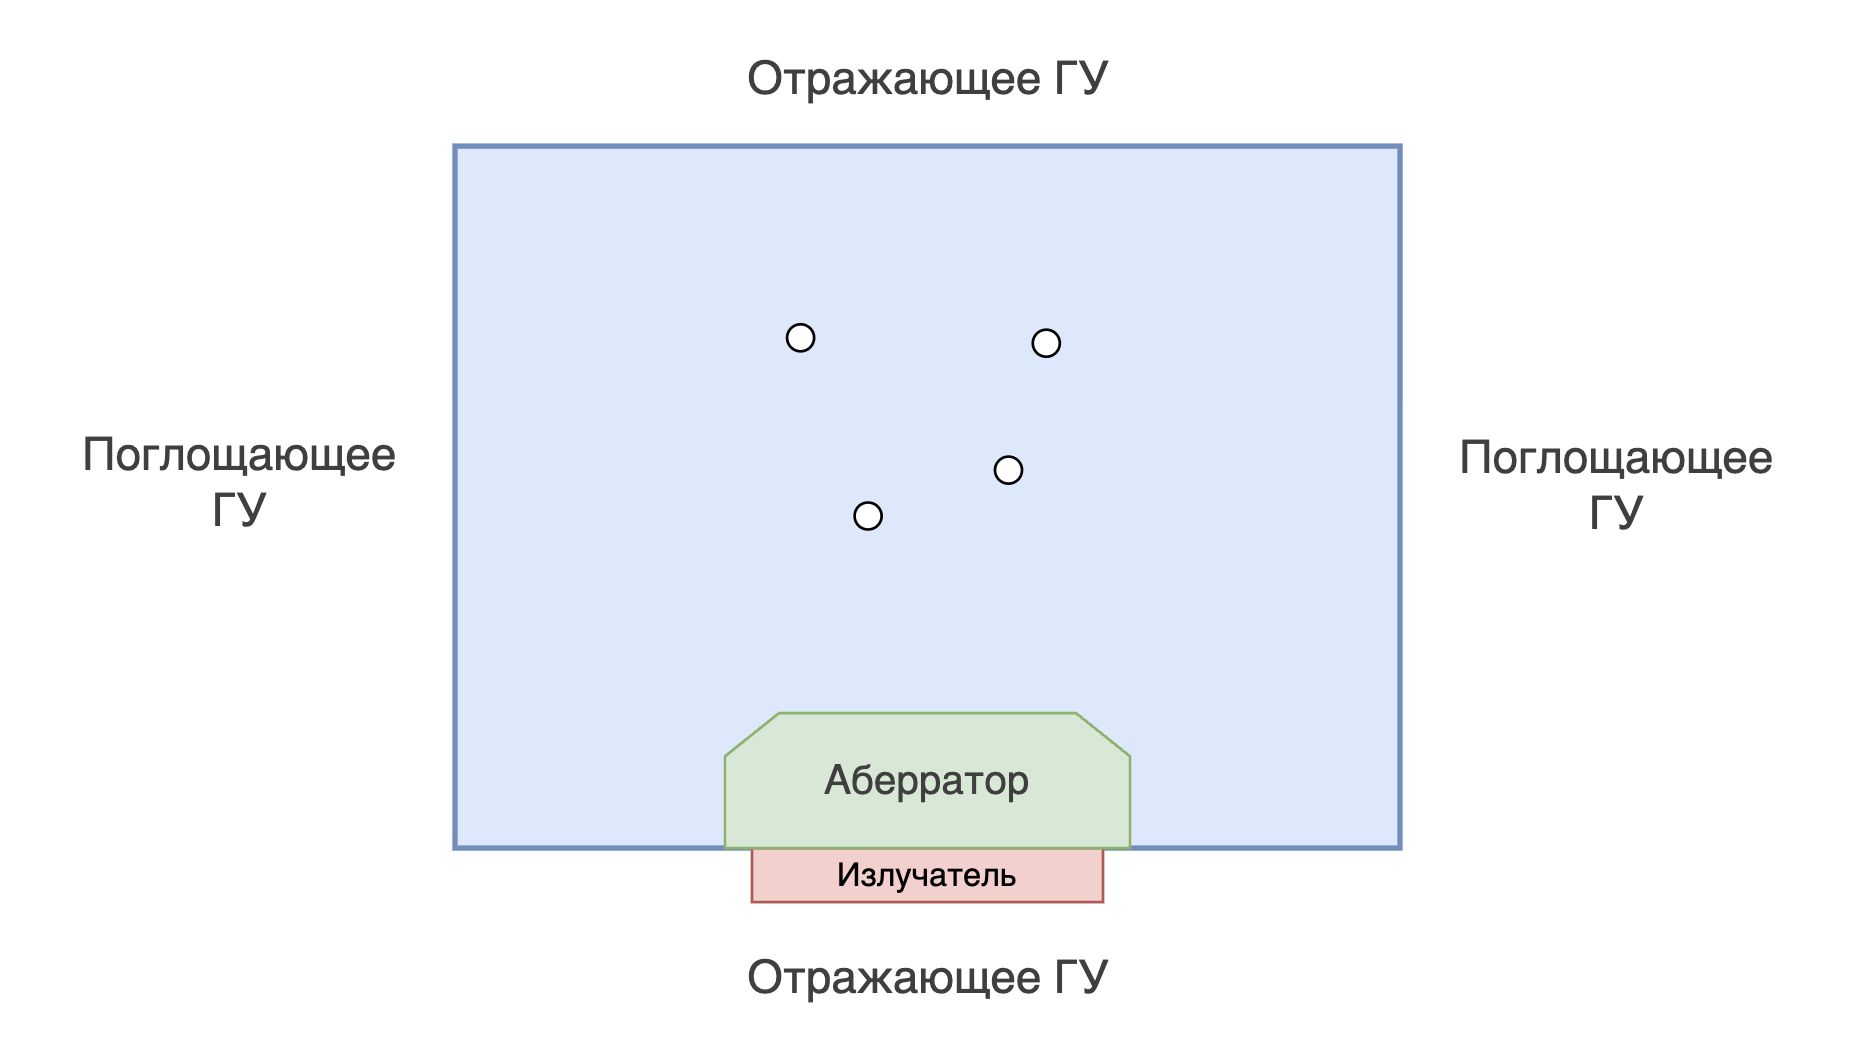 Отражающее ГУ
Поглощающее
ГУ
Поглощающее
ГУ
Аберратор
Излучатель
Отражающее ГУ